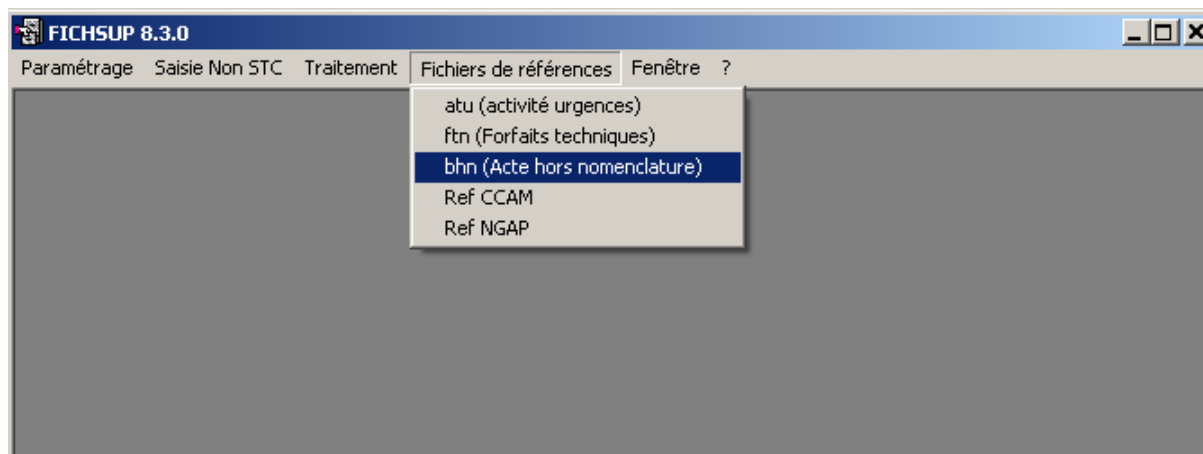 FICHSUP 8.3.0
Paramétrage Saisie Non STC Traitement Fichiers de références Fenêtre ?
atu (activité urgences)
ftn (Forfaits techniques)
bhn (Acte hors nomenclature)
Ref CCAM
Ref NGAP